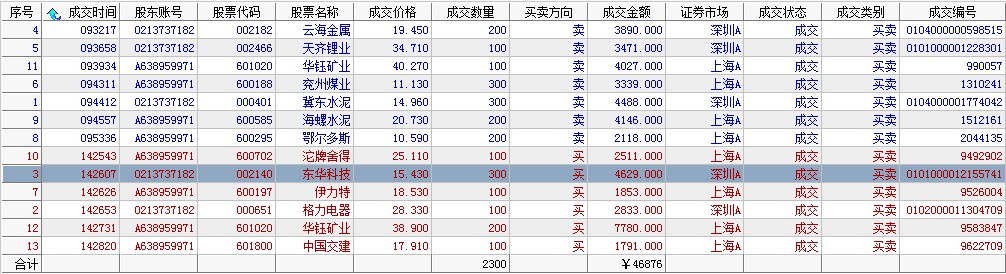 序号 成交时间 股东账号 股票代码 股票名称 成交价格 成交数量 买卖方向 成交金额 证券市场 成交状态 成交类别 成交编号
4 093217 0213737182 002182 云海金属 19.450 200 卖 3890.000 深圳A 成交 买卖 0104000000598515
5 093658 0213737182 002466 天齐锂业 34.710 100 卖 3471.000 深圳A 成交 买卖 0101000001228301
11 093934 A638959971 601020 华钰矿业 40.270 100 卖 4027.000 上海A 成交 买卖 990057
6 094311 A638959971 600188 兖州煤业 11.130 300 卖 3339.000 上海A 成交 买卖 1310241
1 094412 0213737182 000401 冀东水泥 14.960 300 卖 4488.000 深圳A 成交 买卖 0104000001774042
9 094557 A638959971 600585 海螺水泥 20.730 200 卖 4146.000 上海A 成交 买卖 1512161
8 095336 A638959971 600295 鄂尔多斯 10.590 200 卖 2118.000 上海A 成交 买卖 2044135
10 142543 A638959971 600702 沱牌舍得 25.110 100 买 2511.000 上海A 成交 买卖 9492902
3 142607 0213737182 002140 东华科技 15.430 300 买 4629.000 深圳A 成交 买卖 0101000012155741
7 142626 A638959971 600197 伊力特 18.530 100 买 1853.000 上海A 成交 买卖 9526004
2 142653 0213737182 000651 格力电器 28.330 100 买 2833.000 深圳A 成交 买卖 0102000011304709
12 142731 A638959971 601020 华钰矿业 38.900 200 买 7780.000 上海A 成交 买卖 9583847
13 142820 A638959971 601800 中国交建 17.910 100 买 1791.000 上海A 成交 买卖 9622709
合计 2300 ￥46876